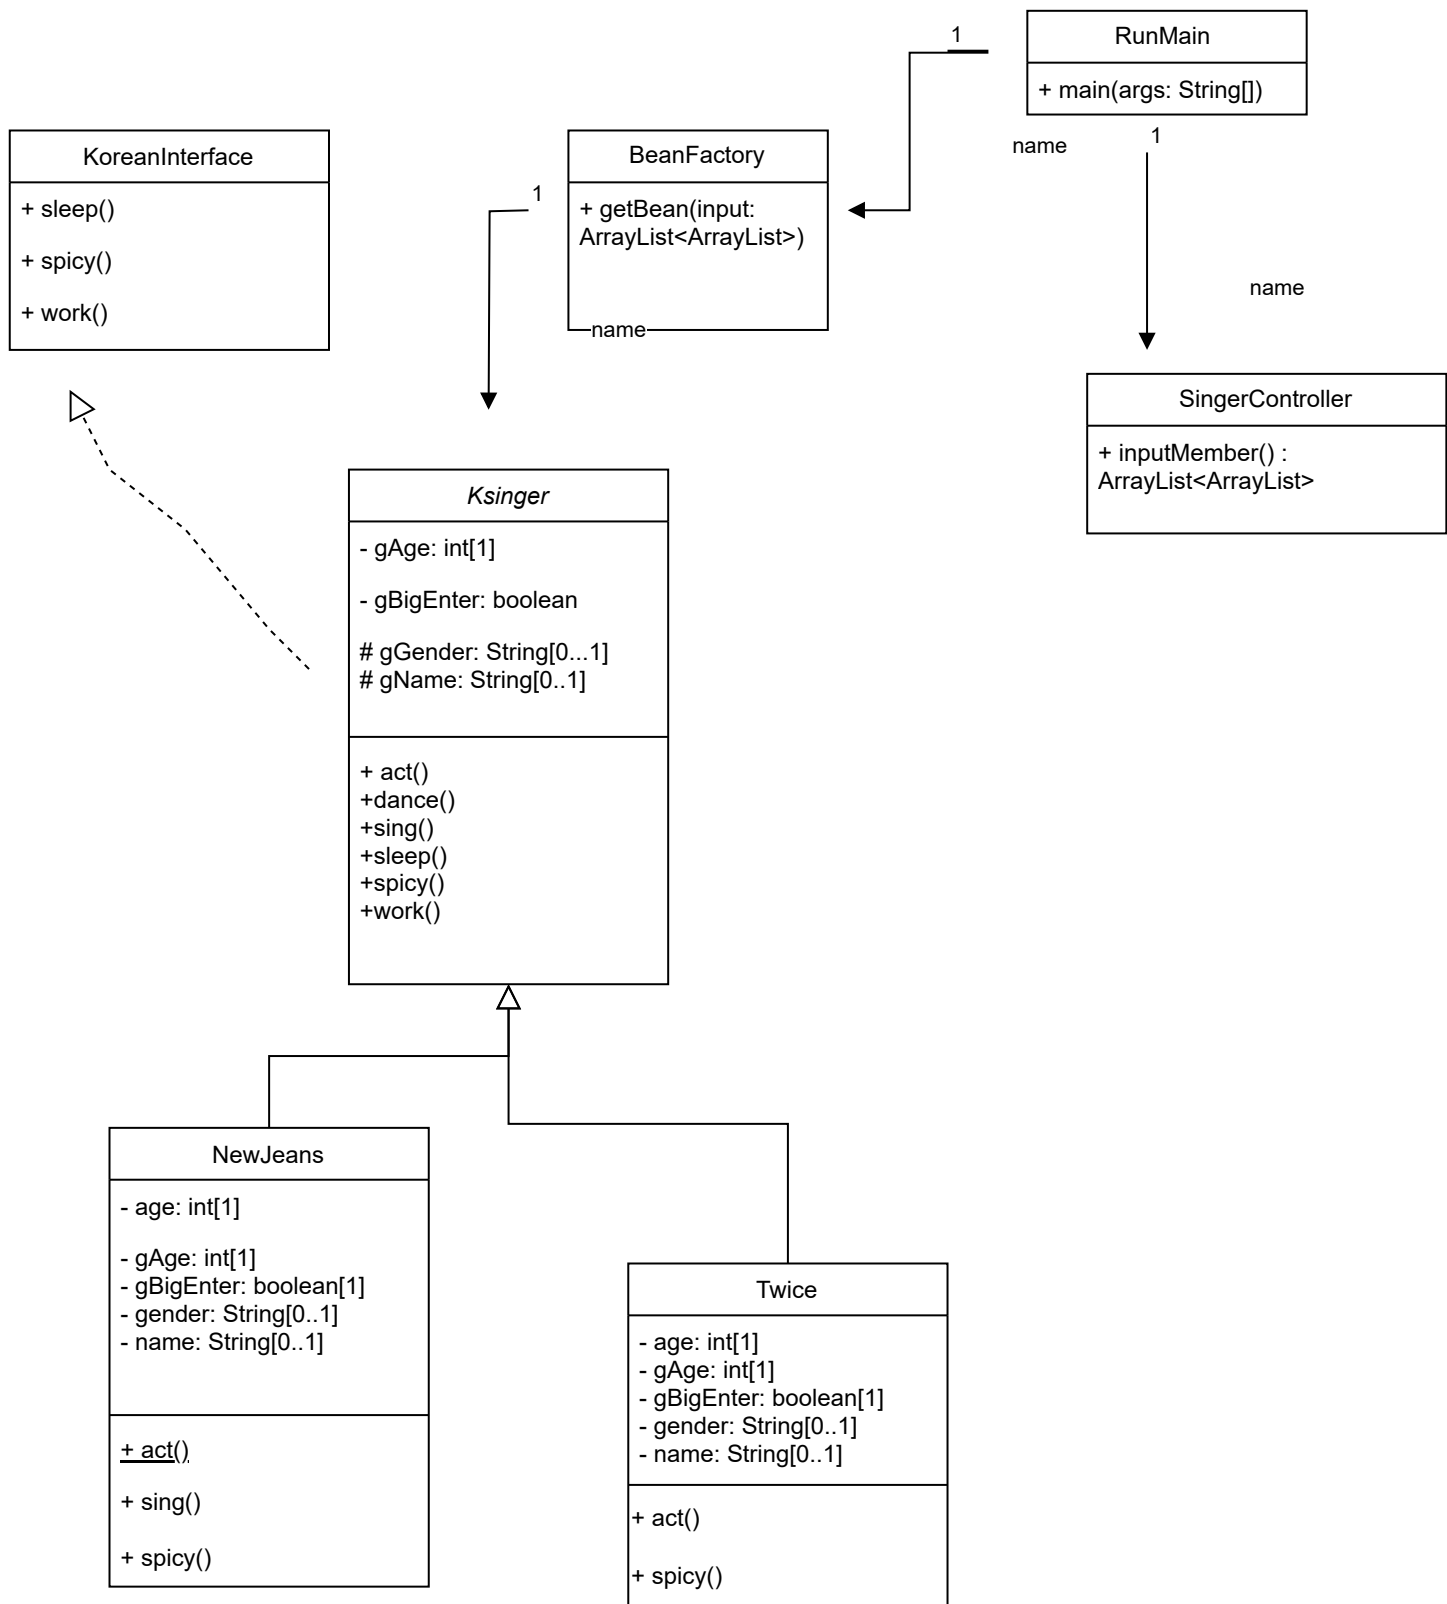 1
RunMain
+ main(args: String[])
name
1
name
KoreanInterface
+ sleep()
+ spicy()
+ work()
1
BeanFactory
+ getBean(input:
ArrayList<ArrayList>)
name
SingerController
+ inputMember() :
ArrayList<ArrayList>
Ksinger
- gAge: int[1]
- gBigEnter: boolean
# gGender: String[0...1]
# gName: String[0..1]
+ act()
+dance()
+sing()
+sleep()
+spicy()
+work()
NewJeans
- age: int[1]
- gAge: int[1]
- gBigEnter: boolean[1]
- gender: String[0..1]
- name: String[0..1]
+ act()
+ sing()
+ spicy()
Twice
- age: int[1]
- gAge: int[1]
- gBigEnter: boolean[1]
- gender: String[0..1]
- name: String[0..1]
+ act()
+ spicy()